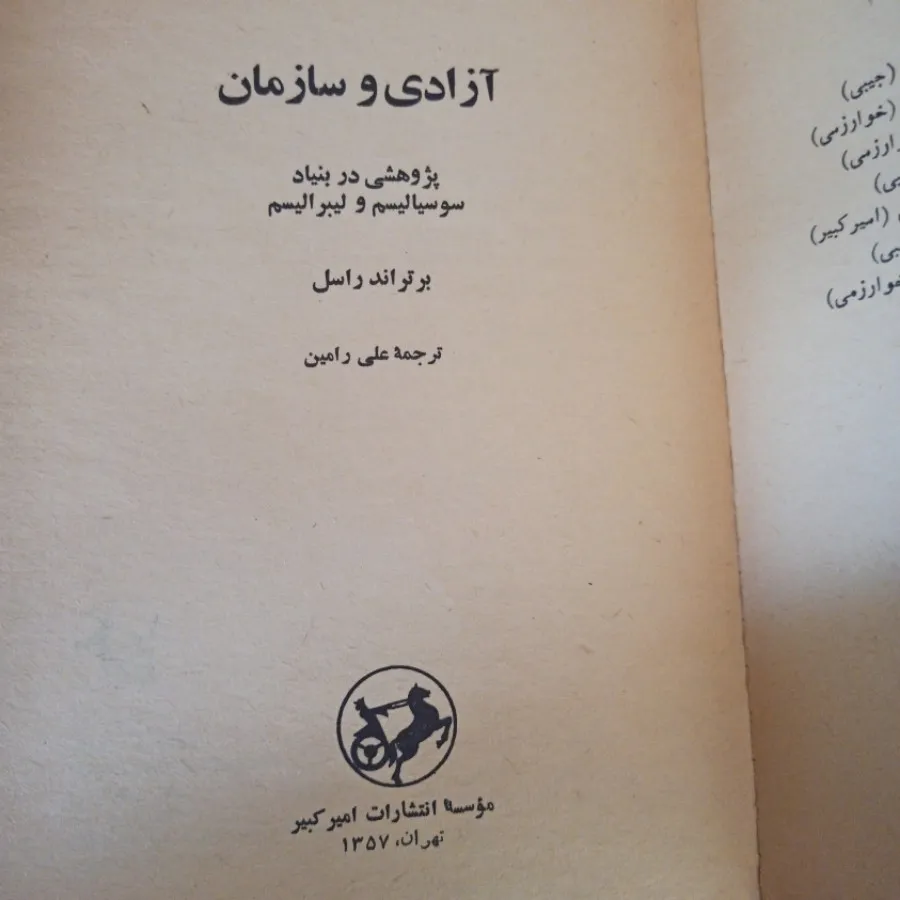 آزادی و سازمان
پژوهشی در بنیاد
سوسیالیسم و لیبرالیسم
برتراند راسل
ترجمهٔ علی رامین
مؤسسهٔ انتشارات امیرکبیر
تهران، ۱۳۵۷
(جیبی)
(خوارزمی)
(امیرکبیر)